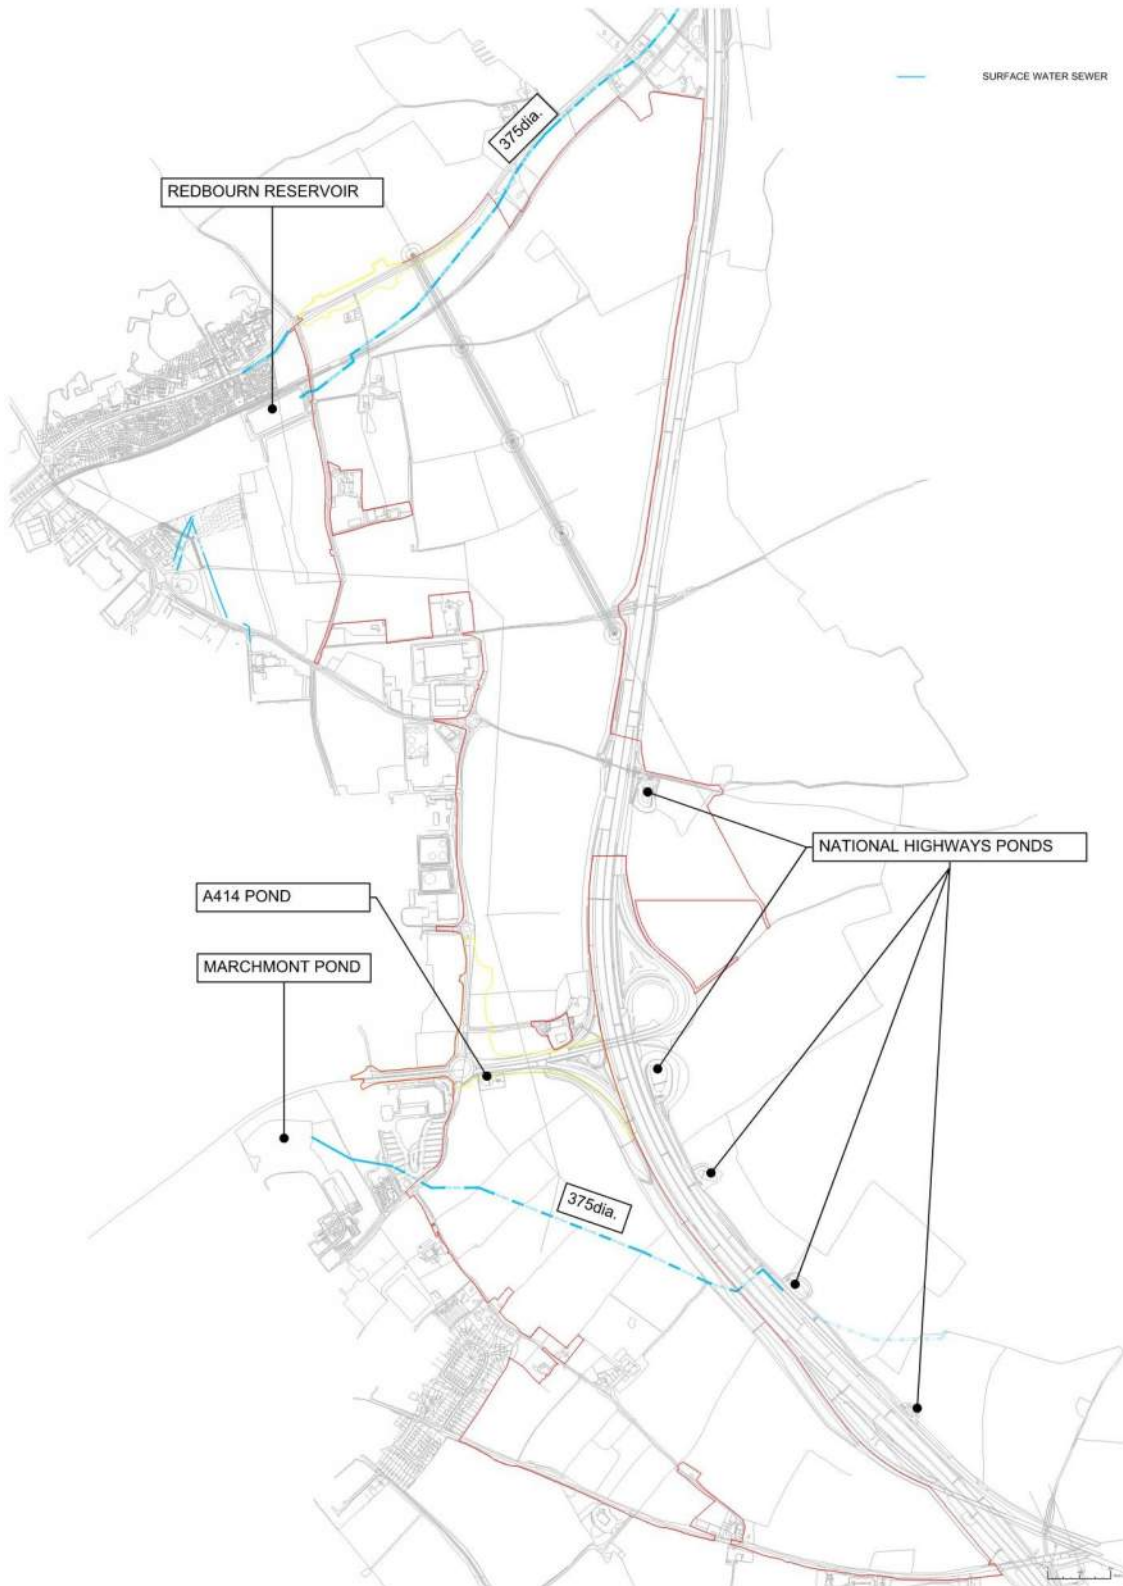 SURFACE WATER SEWER
375dia.
REDBOURN RESERVOIR
NATIONAL HIGHWAYS PONDS
A414 POND
MARCHMONT POND
375dia.